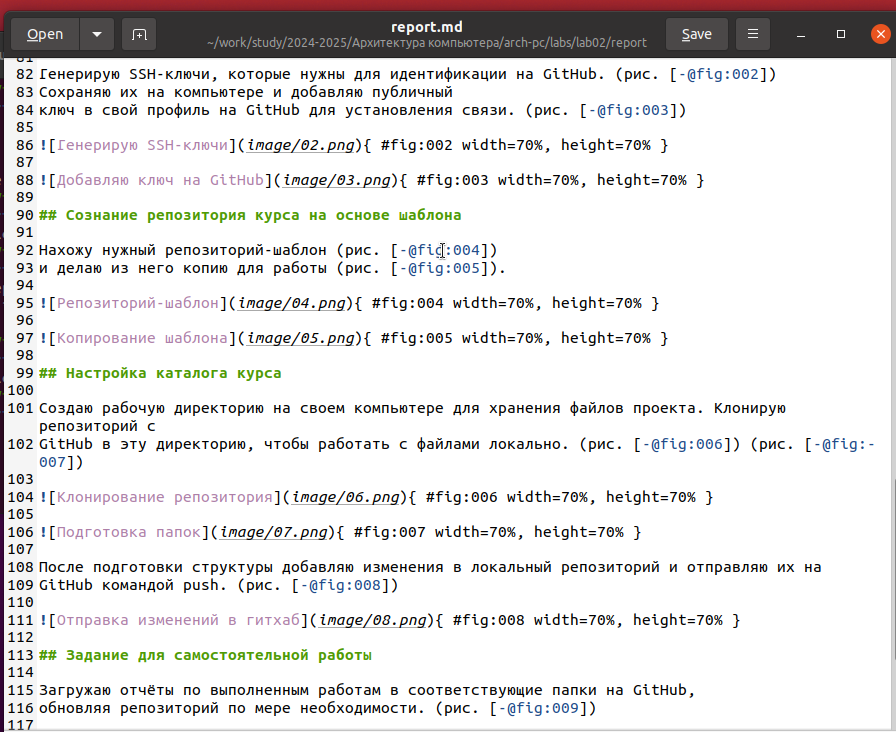 Open
report.md
~/work/study/2024-2025/Архитектура компьютера/arch-pc/labs/lab02/report
Save
81
82 Генерирую SSH-ключи, которые нужны для идентификации на GitHub. (рис. [-@fig:002])
83 Сохраняю их на компьютере и добавляю публичный
84 ключ в свой профиль на GitHub для установления связи. (рис. [-@fig:003])
85
86 ![Генерирую SSH-ключи](image/02.png){ #fig:002 width=70%, height=70% }
87
88 ![Добавляю ключ на GitHub](image/03.png){ #fig:003 width=70%, height=70% }
89
90 ## Сознание репозитория курса на основе шаблона
91
92 Нахожу нужный репозиторий-шаблон (рис. [-@fig:004])
93 и делаю из него копию для работы (рис. [-@fig:005]).
94
95 ![Репозиторий-шаблон](image/04.png){ #fig:004 width=70%, height=70% }
96
97 ![Копирование шаблона](image/05.png){ #fig:005 width=70%, height=70% }
98
99 ## Настройка каталога курса
100
101 Создаю рабочую директорию на своем компьютере для хранения файлов проекта. Клонирую
репозиторий с
102 GitHub в эту директорию, чтобы работать с файлами локально. (рис. [-@fig:006]) (рис. [-@fig:-
007])
103
104 ![Клонирование репозитория](image/06.png){ #fig:006 width=70%, height=70% }
105
106 ![Подготовка папок](image/07.png){ #fig:007 width=70%, height=70% }
107
108 После подготовки структуры добавляю изменения в локальный репозиторий и отправляю их на
109 GitHub командой push. (рис. [-@fig:008])
110
111 ![Отправка изменений в гитхаб](image/08.png){ #fig:008 width=70%, height=70% }
112
113 ## Задание для самостоятельной работы
114
115 Загружаю отчёты по выполненным работам в соответствующие папки на GitHub,
116 обновляя репозиторий по мере необходимости. (рис. [-@fig:009])
117